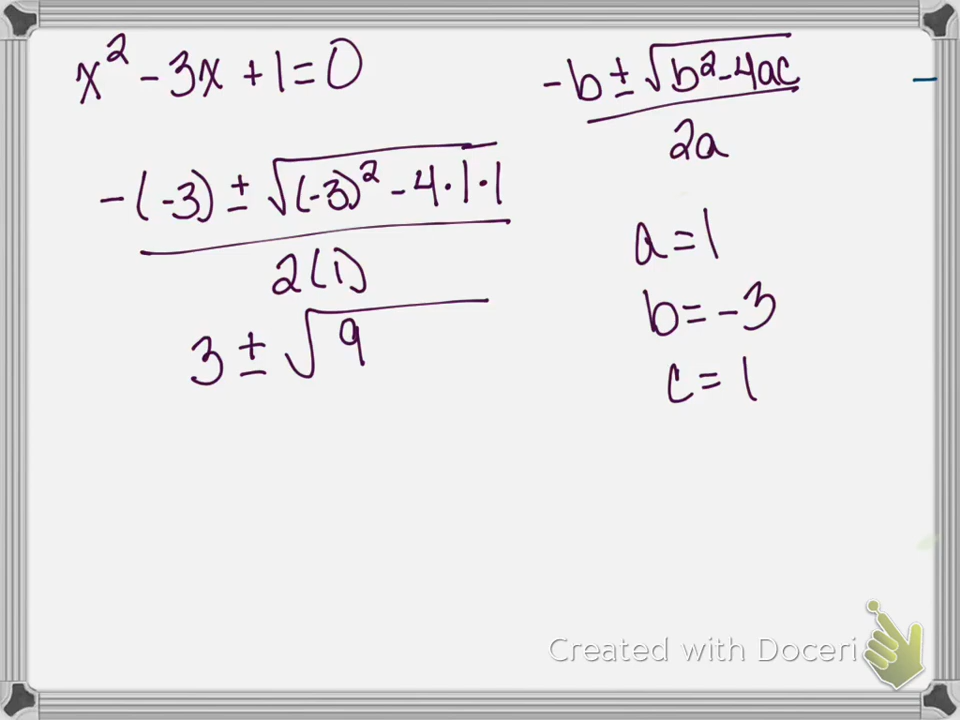 x² - 3x + 1 = 0
-b ± √(b² - 4ac)
2a
-(-3) ± √((-3)² - 4·1·1)
2(1)
3 ± √9
a = 1
b = -3
c = 1
Created with Doceri